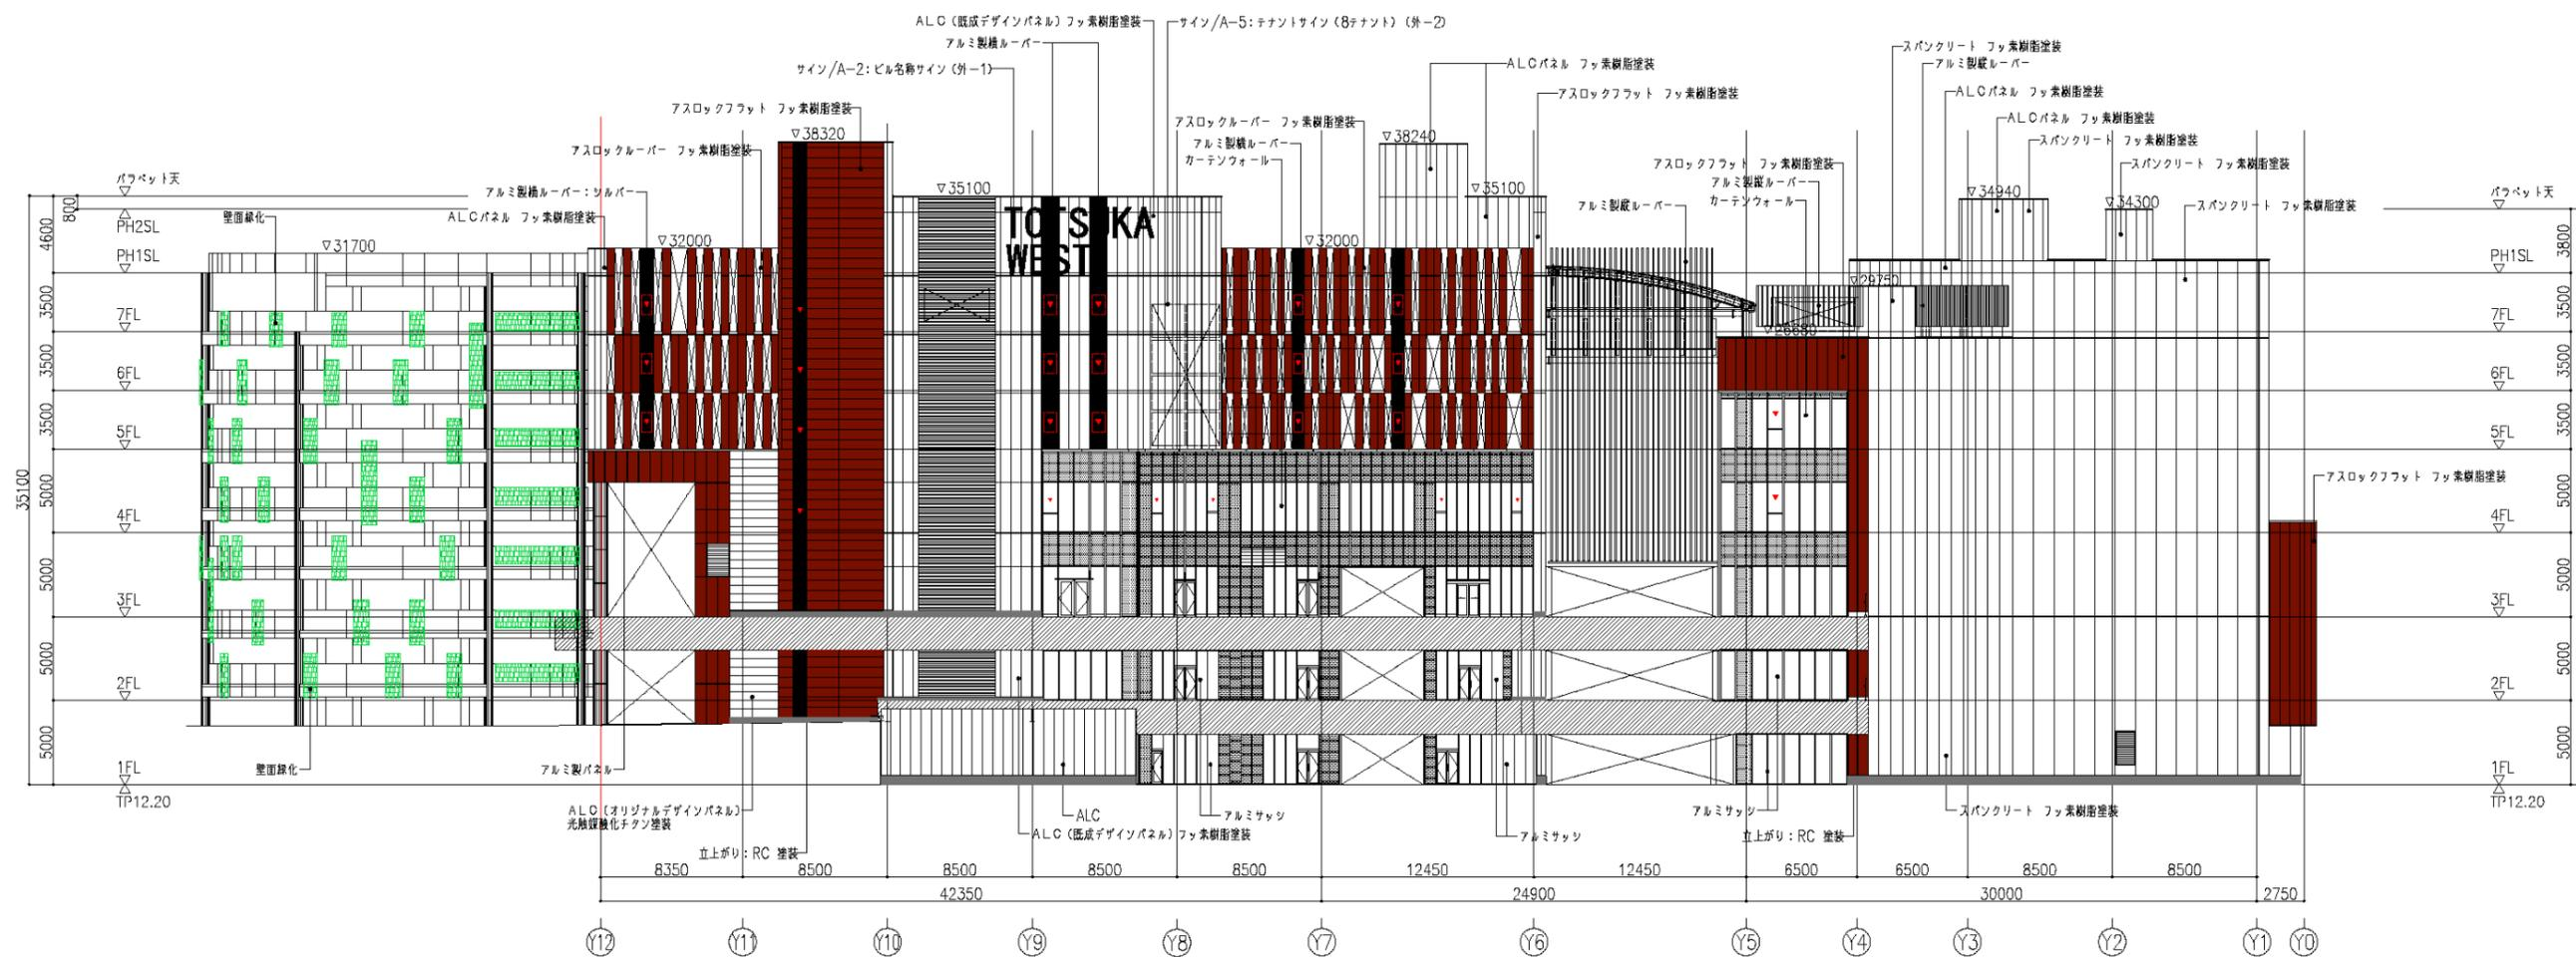 ALC（既成デザインパネル）フッ素樹脂塗装
サイン/A-5：テナントサイン（8テナント）（外-2）
アルミ製横ルーバー
サイン/A-2：ビル名称サイン（外-1）
ALCパネル フッ素樹脂塗装
スパンクリート フッ素樹脂塗装
アルミ製縦ルーバー
アスロックフラット フッ素樹脂塗装
アスロックフラット フッ素樹脂塗装
ALCパネル フッ素樹脂塗装
ALCパネル フッ素樹脂塗装
アスロックルーバー フッ素樹脂塗装
アスロックルーバー フッ素樹脂塗装
アルミ製横ルーバー
カーテンウォール
スパンクリート フッ素樹脂塗装
スパンクリート フッ素樹脂塗装
アスロックフラット フッ素樹脂塗装
アルミ製縦ルーバー
カーテンウォール
アルミ製縦ルーバー
スパンクリート フッ素樹脂塗装
アルミ製横ルーバー：シルバー
ALCパネル フッ素樹脂塗装
壁面緑化
▽38320
▽38240
▽35100
▽35100
▽34940
▽34300
▽32000
▽32000
▽31700
▽29750
▽26680
TOTSUKA
WEST
パラペット天
PH2SL
PH1SL
7FL
6FL
5FL
4FL
3FL
2FL
1FL
TP12.20
800
4600
3500
3500
3500
5000
5000
5000
5000
35100
パラペット天
PH1SL
7FL
6FL
5FL
4FL
3FL
2FL
1FL
TP12.20
3800
3500
3500
3500
5000
5000
5000
5000
アスロックフラット フッ素樹脂塗装
壁面緑化
アルミ製パネル
ALC（オリジナルデザインパネル）
光触媒酸化チタン塗装
立上がり：RC 塗装
ALC
ALC（既成デザインパネル）フッ素樹脂塗装
アルミサッシ
アルミサッシ
アルミサッシ
立上がり：RC 塗装
スパンクリート フッ素樹脂塗装
8350 8500 8500 8500 8500 12450 12450 6500 6500 8500 8500
42350 24900 30000 2750
Y12 Y11 Y10 Y9 Y8 Y7 Y6 Y5 Y4 Y3 Y2 Y1 Y0